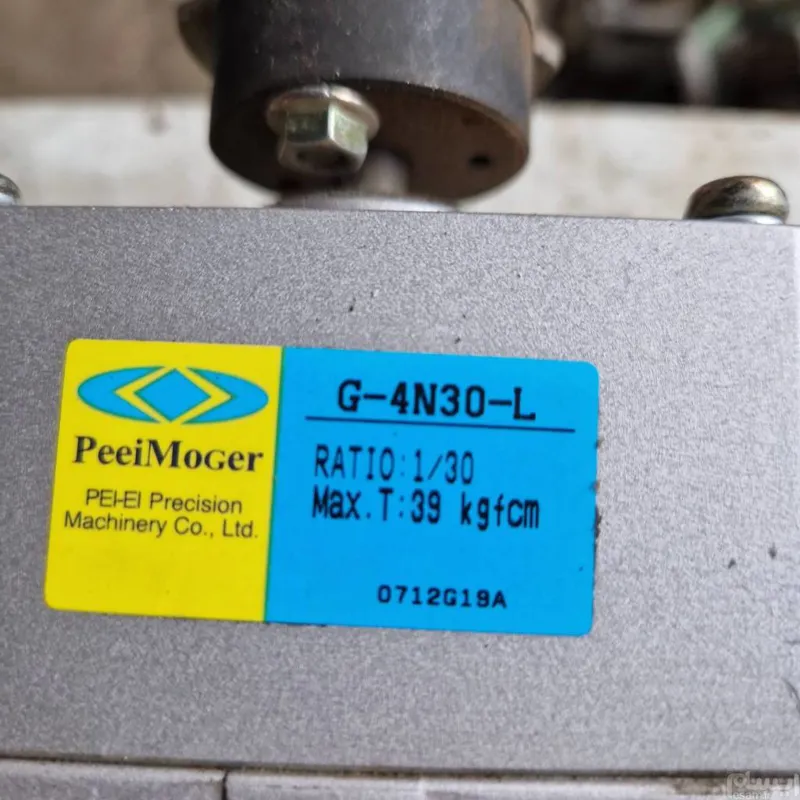 PeeiMoger
PEI-EI Precision
Machinery Co., Ltd.
G-4N30-L
RATIO:1/30
Max.T:39 kgfcm
0712G19A